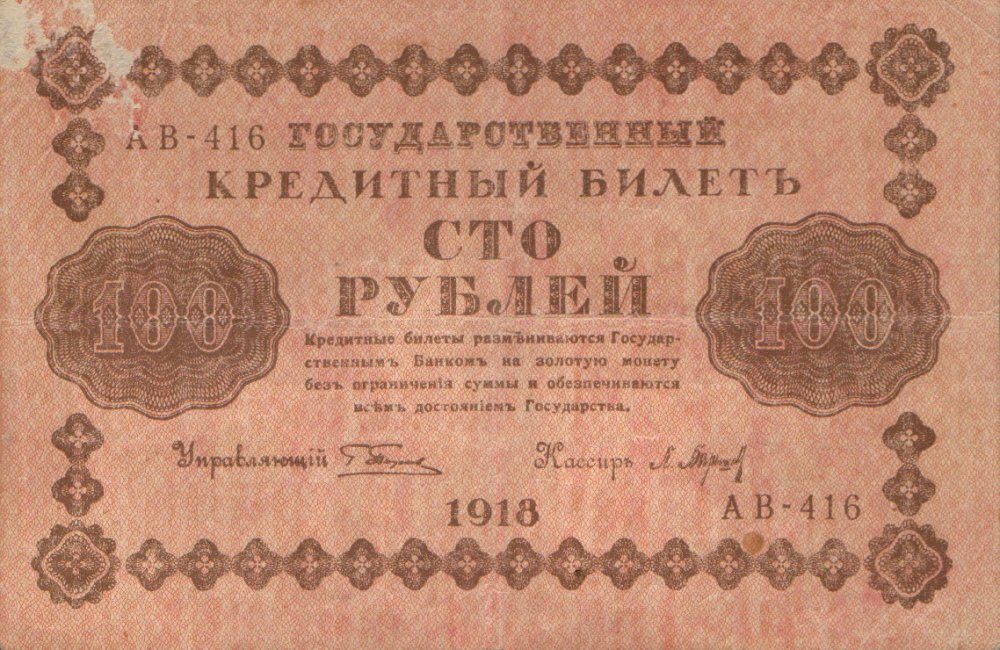 АВ-416 ГОСУДАРСТВЕННЫЙ
КРЕДИТНЫЙ БИЛЕТЪ
СТО
РУБЛЕЙ
100
100
Кредитные билеты размѣниваются Государ-
ственнымъ Банкомъ на золотую монету
безъ ограниченія суммы и обезпечиваются
всѣмъ достояніемъ Государства.
Управляющій
Кассиръ
1918
АВ-416